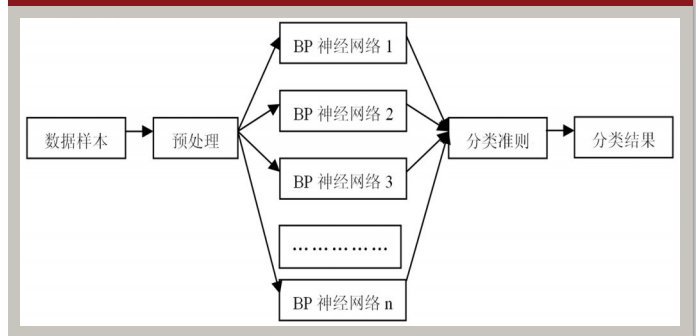 BP 神经网络 1
BP 神经网络 2
数据样本
预处理
分类准则
分类结果
BP 神经网络 3
……………
BP 神经网络 n